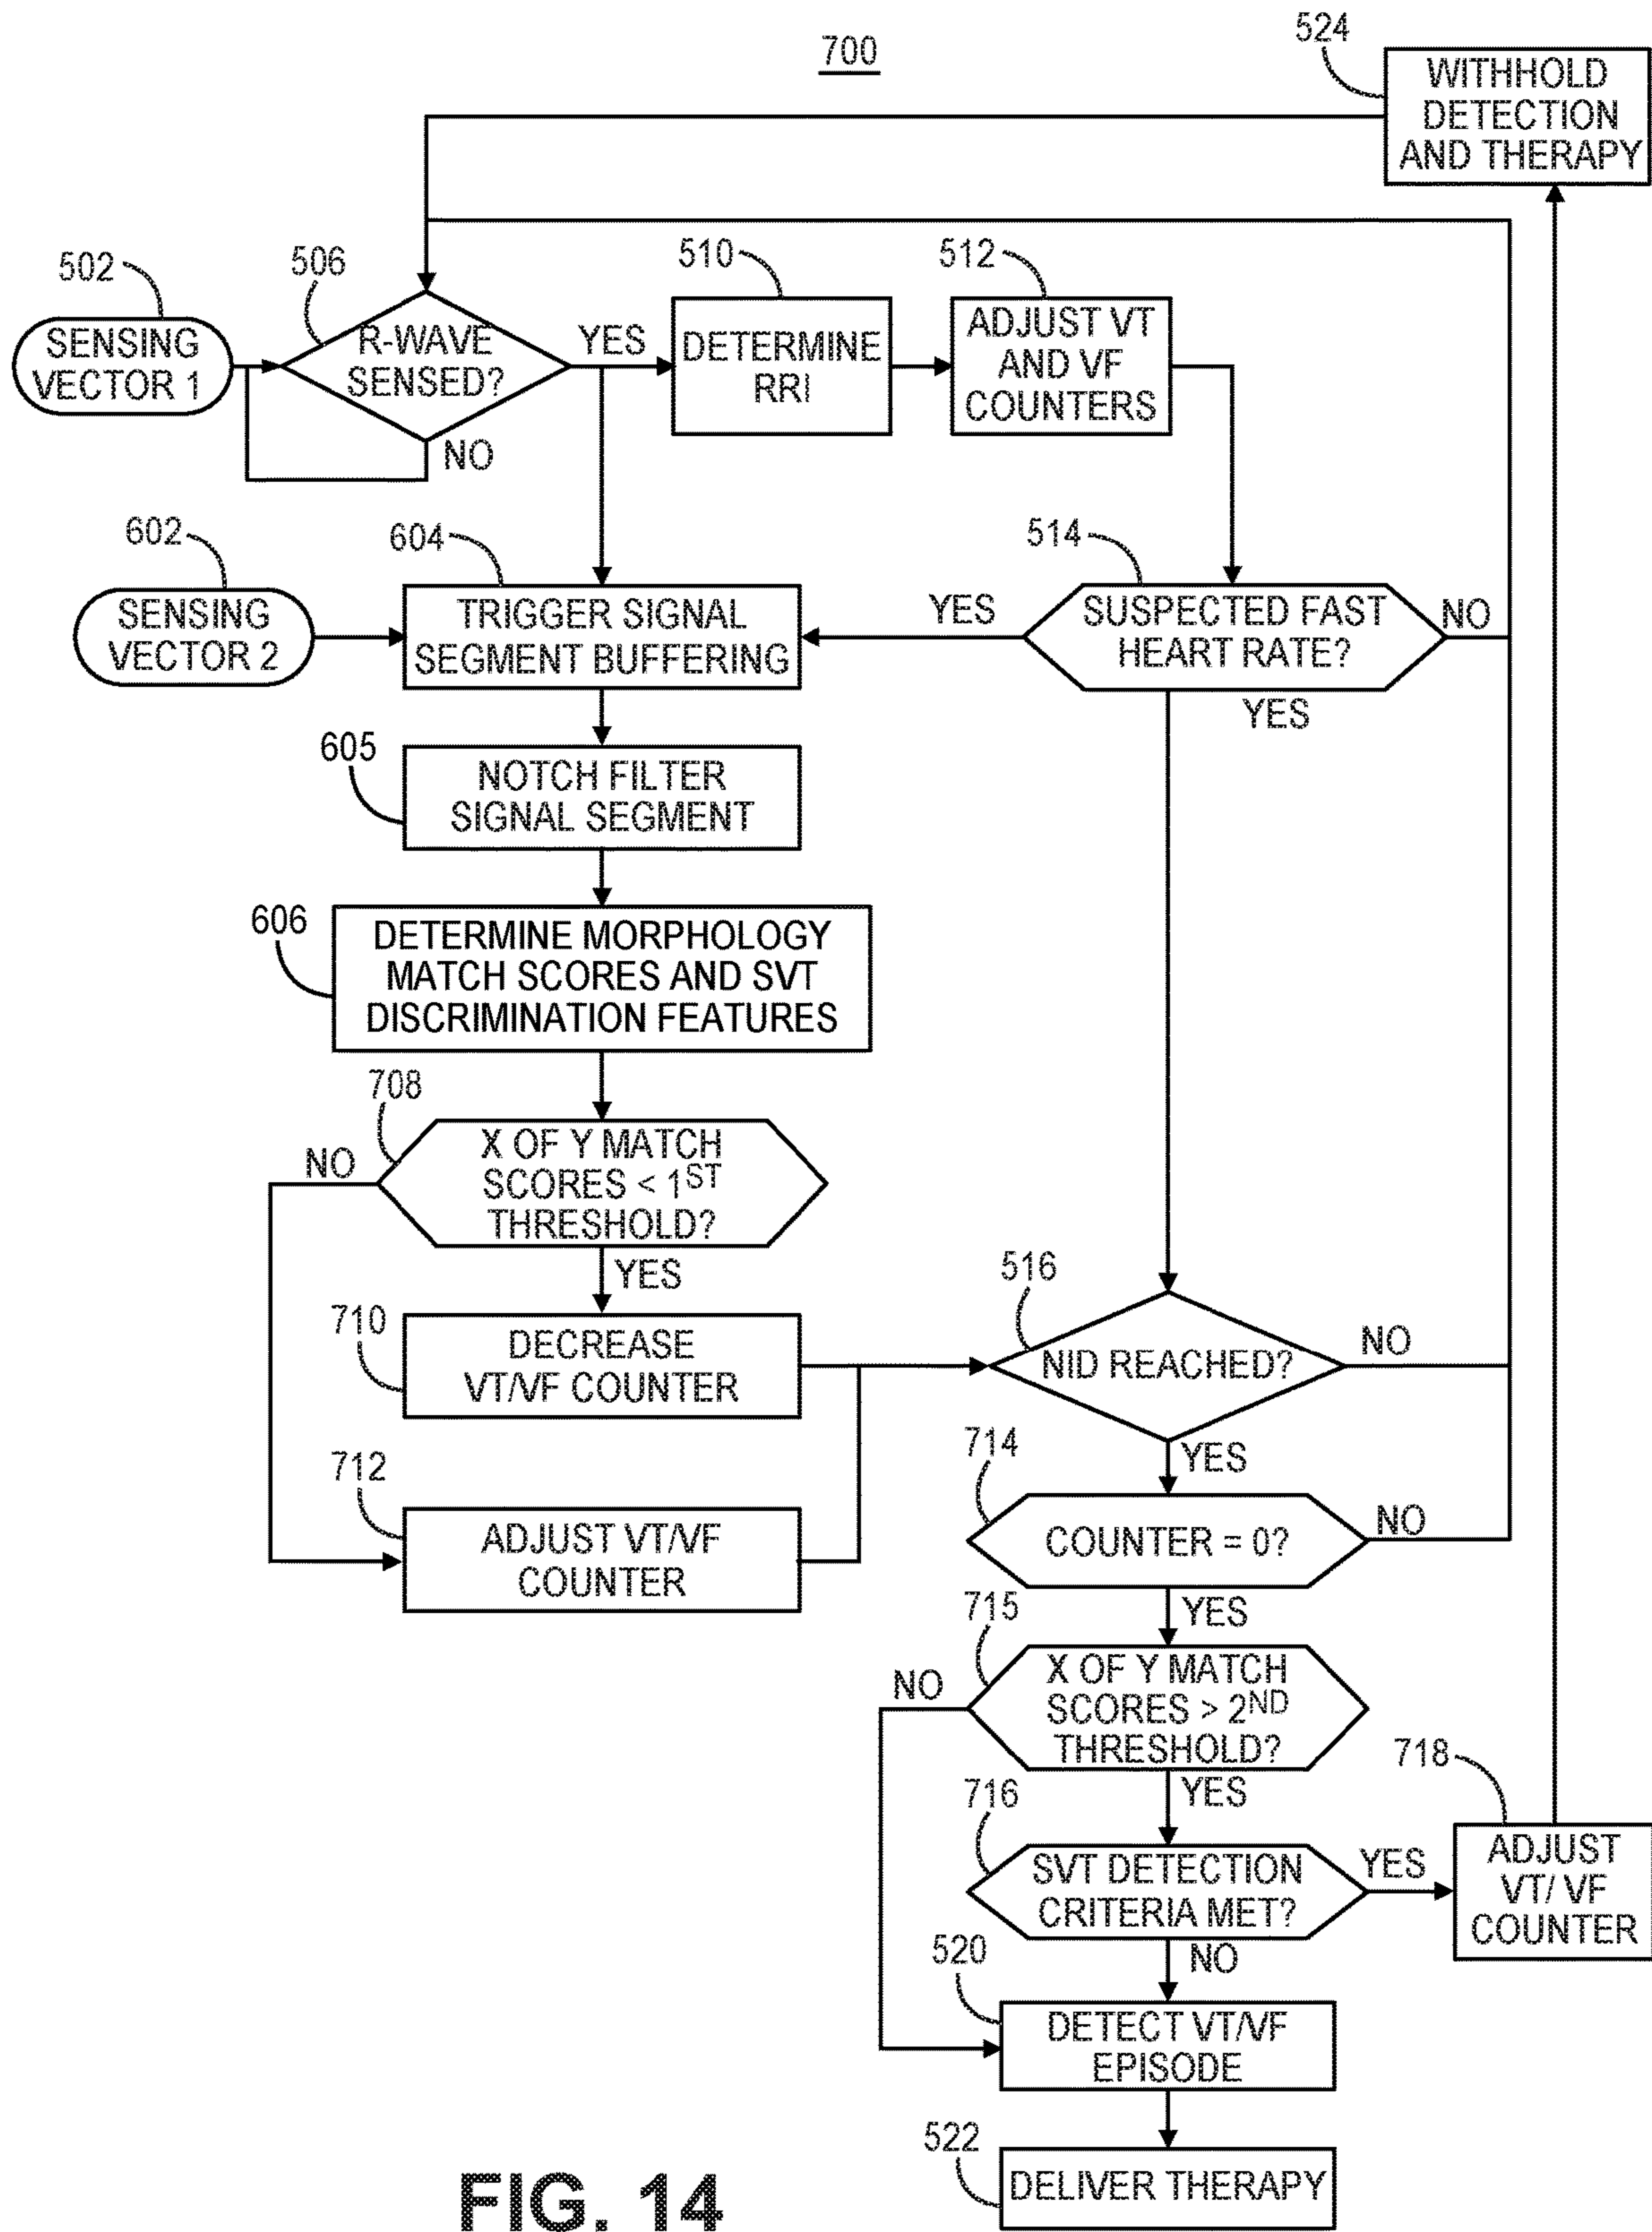 700
524
WITHHOLD
DETECTION
AND THERAPY
502
SENSING
VECTOR 1
506
R-WAVE
SENSED?
YES
NO
510
DETERMINE
RRI
512
ADJUST VT
AND VF
COUNTERS
602
SENSING
VECTOR 2
604
TRIGGER SIGNAL
SEGMENT BUFFERING
YES
514
SUSPECTED FAST
HEART RATE?
NO
YES
605
NOTCH FILTER
SIGNAL SEGMENT
606
DETERMINE MORPHOLOGY
MATCH SCORES AND SVT
DISCRIMINATION FEATURES
708
NO
X OF Y MATCH
SCORES < 1ST
THRESHOLD?
YES
710
DECREASE
VT/VF COUNTER
516
NID REACHED?
NO
YES
712
ADJUST VT/VF
COUNTER
714
COUNTER = 0?
NO
YES
715
NO
X OF Y MATCH
SCORES > 2ND
THRESHOLD?
YES
716
SVT DETECTION
CRITERIA MET?
YES
NO
718
ADJUST
VT/ VF
COUNTER
520
DETECT VT/VF
EPISODE
522
DELIVER THERAPY
FIG. 14